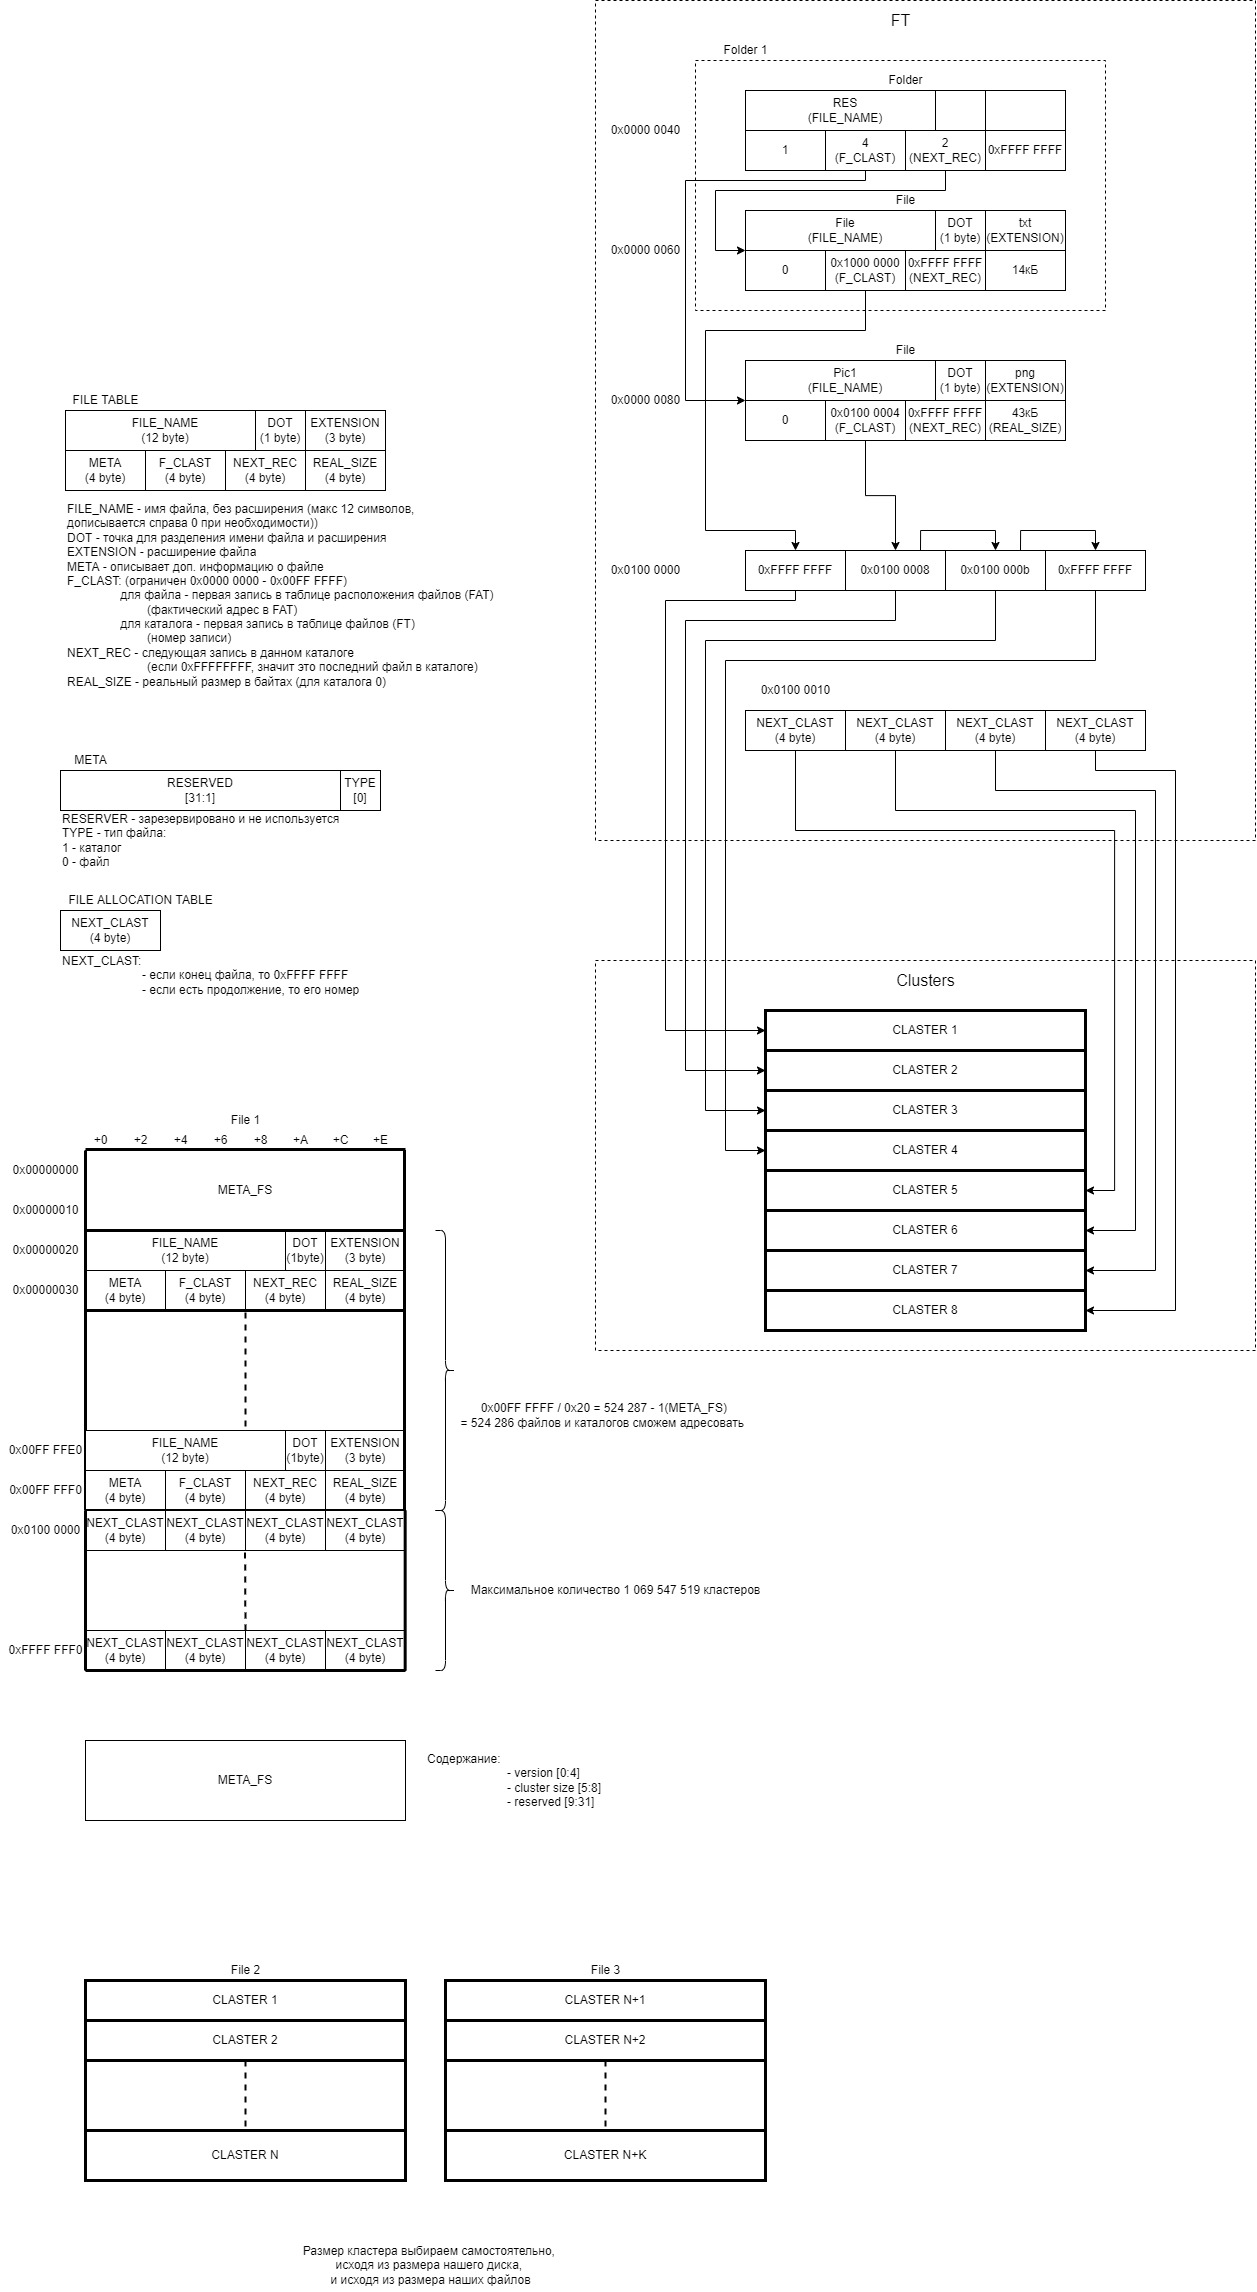 FT
Folder 1
Folder
RES
(FILE_NAME)
0x0000 0040
1
4
(F_CLAST)
2
(NEXT_REC)
0xFFFF FFFF
File
File
(FILE_NAME)
DOT
(1 byte)
txt
(EXTENSION)
0x0000 0060
0
0x1000 0000
(F_CLAST)
0xFFFF FFFF
(NEXT_REC)
14кБ
File
Pic1
(FILE_NAME)
DOT
(1 byte)
png
(EXTENSION)
0x0000 0080
0
0x0100 0004
(F_CLAST)
0xFFFF FFFF
(NEXT_REC)
43кБ
(REAL_SIZE)
0x0100 0000
0xFFFF FFFF
0x0100 0008
0x0100 000b
0xFFFF FFFF
0x0100 0010
NEXT_CLAST
(4 byte)
NEXT_CLAST
(4 byte)
NEXT_CLAST
(4 byte)
NEXT_CLAST
(4 byte)
Clusters
CLASTER 1
CLASTER 2
CLASTER 3
CLASTER 4
CLASTER 5
CLASTER 6
CLASTER 7
CLASTER 8
FILE TABLE
FILE_NAME
(12 byte)
DOT
(1 byte)
EXTENSION
(3 byte)
META
(4 byte)
F_CLAST
(4 byte)
NEXT_REC
(4 byte)
REAL_SIZE
(4 byte)
FILE_NAME - имя файла, без расширения (макс 12 символов,
дописывается справа 0 при необходимости))
DOT - точка для разделения имени файла и расширения
EXTENSION - расширение файла
META - описывает доп. информацию о файле
F_CLAST: (ограничен 0x0000 0000 - 0x00FF FFFF)
для файла - первая запись в таблице расположения файлов (FAT)
(фактический адрес в FAT)
для каталога - первая запись в таблице файлов (FT)
(номер записи)
NEXT_REC - следующая запись в данном каталоге
(если 0xFFFFFFFF, значит это последний файл в каталоге)
REAL_SIZE - реальный размер в байтах (для каталога 0)
META
RESERVED
[31:1]
TYPE
[0]
RESERVER - зарезервировано и не используется
TYPE - тип файла:
1 - каталог
0 - файл
FILE ALLOCATION TABLE
NEXT_CLAST
(4 byte)
NEXT_CLAST:
- если конец файла, то 0xFFFF FFFF
- если есть продолжение, то его номер
File 1
+0 +2 +4 +6 +8 +A +C +E
0x00000000
META_FS
0x00000010
0x00000020
FILE_NAME
(12 byte)
DOT
(1byte)
EXTENSION
(3 byte)
0x00000030
META
(4 byte)
F_CLAST
(4 byte)
NEXT_REC
(4 byte)
REAL_SIZE
(4 byte)
0x00FF FFFF / 0x20 = 524 287 - 1(META_FS)
= 524 286 файлов и каталогов сможем адресовать
0x00FF FFE0
FILE_NAME
(12 byte)
DOT
(1byte)
EXTENSION
(3 byte)
0x00FF FFF0
META
(4 byte)
F_CLAST
(4 byte)
NEXT_REC
(4 byte)
REAL_SIZE
(4 byte)
0x0100 0000
NEXT_CLAST
(4 byte)
NEXT_CLAST
(4 byte)
NEXT_CLAST
(4 byte)
NEXT_CLAST
(4 byte)
Максимальное количество 1 069 547 519 кластеров
0xFFFF FFF0
NEXT_CLAST
(4 byte)
NEXT_CLAST
(4 byte)
NEXT_CLAST
(4 byte)
NEXT_CLAST
(4 byte)
META_FS
Содержание:
- version [0:4]
- cluster size [5:8]
- reserved [9:31]
File 2
CLASTER 1
CLASTER 2
CLASTER N
File 3
CLASTER N+1
CLASTER N+2
CLASTER N+K
Размер кластера выбираем самостоятельно,
исходя из размера нашего диска,
и исходя из размера наших файлов